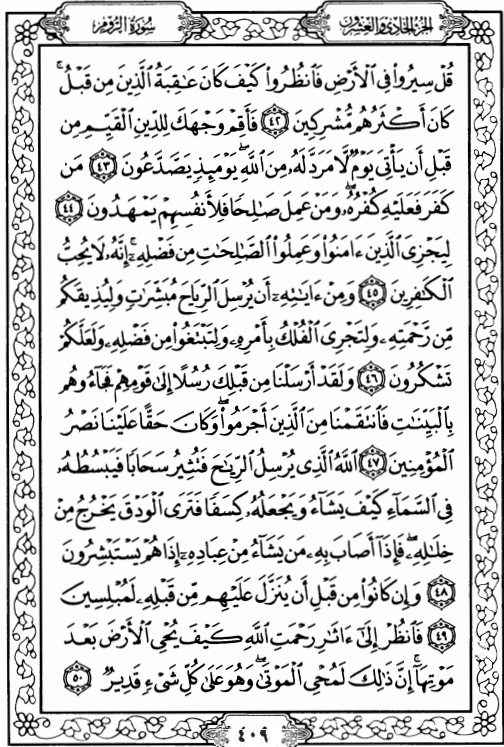 الجزء الحادي والعشرون
سورة الروم
قُلْ سِيرُوا۟ فِى ٱلْأَرْضِ فَٱنظُرُوا۟ كَيْفَ كَانَ عَـٰقِبَةُ ٱلَّذِينَ مِن قَبْلُ ۚ
كَانَ أَكْثَرُهُم مُّشْرِكِينَ ٤٢ فَأَقِمْ وَجْهَكَ لِلدِّينِ ٱلْقَيِّمِ مِن
قَبْلِ أَن يَأْتِىَ يَوْمٌ لَّا مَرَدَّ لَهُۥ مِنَ ٱللَّهِ ۖ يَوْمَئِذٍ يَصَّدَّعُونَ ٤٣ مَن
كَفَرَ فَعَلَيْهِ كُفْرُهُۥ ۖ وَمَنْ عَمِلَ صَـٰلِحًا فَلِأَنفُسِهِمْ يَمْهَدُونَ ٤٤
لِيَجْزِىَ ٱلَّذِينَ ءَامَنُوا۟ وَعَمِلُوا۟ ٱلصَّـٰلِحَـٰتِ مِن فَضْلِهِۦٓ ۚ إِنَّهُۥ لَا يُحِبُّ
ٱلْكَـٰفِرِينَ ٤٥ وَمِنْ ءَايَـٰتِهِۦٓ أَن يُرْسِلَ ٱلرِّيَاحَ مُبَشِّرَٰتٍ وَلِيُذِيقَكُم
مِّن رَّحْمَتِهِۦ وَلِتَجْرِىَ ٱلْفُلْكُ بِأَمْرِهِۦ وَلِتَبْتَغُوا۟ مِن فَضْلِهِۦ وَلَعَلَّكُمْ
تَشْكُرُونَ ٤٦ وَلَقَدْ أَرْسَلْنَا مِن قَبْلِكَ رُسُلًا إِلَىٰ قَوْمِهِمْ فَجَآءُوهُم
بِٱلْبَيِّنَـٰتِ فَٱنتَقَمْنَا مِنَ ٱلَّذِينَ أَجْرَمُوا۟ ۖ وَكَانَ حَقًّا عَلَيْنَا نَصْرُ
ٱلْمُؤْمِنِينَ ٤٧ ٱللَّهُ ٱلَّذِى يُرْسِلُ ٱلرِّيَـٰحَ فَتُثِيرُ سَحَابًا فَيَبْسُطُهُۥ
فِى ٱلسَّمَآءِ كَيْفَ يَشَآءُ وَيَجْعَلُهُۥ كِسَفًا فَتَرَى ٱلْوَدْقَ يَخْرُجُ مِنْ
خِلَـٰلِهِۦ ۖ فَإِذَآ أَصَابَ بِهِۦ مَن يَشَآءُ مِنْ عِبَادِهِۦٓ إِذَا هُمْ يَسْتَبْشِرُونَ
٤٨ وَإِن كَانُوا۟ مِن قَبْلِ أَن يُنَزَّلَ عَلَيْهِم مِّن قَبْلِهِۦ لَمُبْلِسِينَ
٤٩ فَٱنظُرْ إِلَىٰٓ ءَاثَـٰرِ رَحْمَتِ ٱللَّهِ كَيْفَ يُحْىِ ٱلْأَرْضَ بَعْدَ
مَوْتِهَآ ۚ إِنَّ ذَٰلِكَ لَمُحْىِ ٱلْمَوْتَىٰ ۖ وَهُوَ عَلَىٰ كُلِّ شَىْءٍ قَدِيرٌ ٥٠
٤٠٩